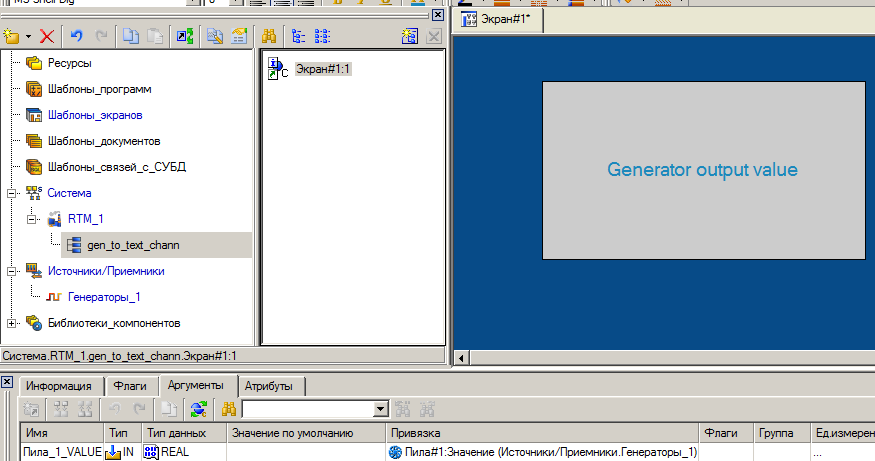 Экран#1*
Ресурсы
Шаблоны_программ
Шаблоны_экранов
Шаблоны_документов
Шаблоны_связей_с_СУБД
Система
RTM_1
gen_to_text_chann
Источники/Приемники
Генераторы_1
Библиотеки_компонентов
Экран#1:1
Generator output value
Система.RTM_1.gen_to_text_chann.Экран#1:1
Информация Флаги Аргументы Атрибуты
Имя Тип Тип данных Значение по умолчанию Привязка Флаги Группа Ед.измерен
Пила_1_VALUE IN REAL Пила#1:Значение (Источники/Приемники.Генераторы_1) ...